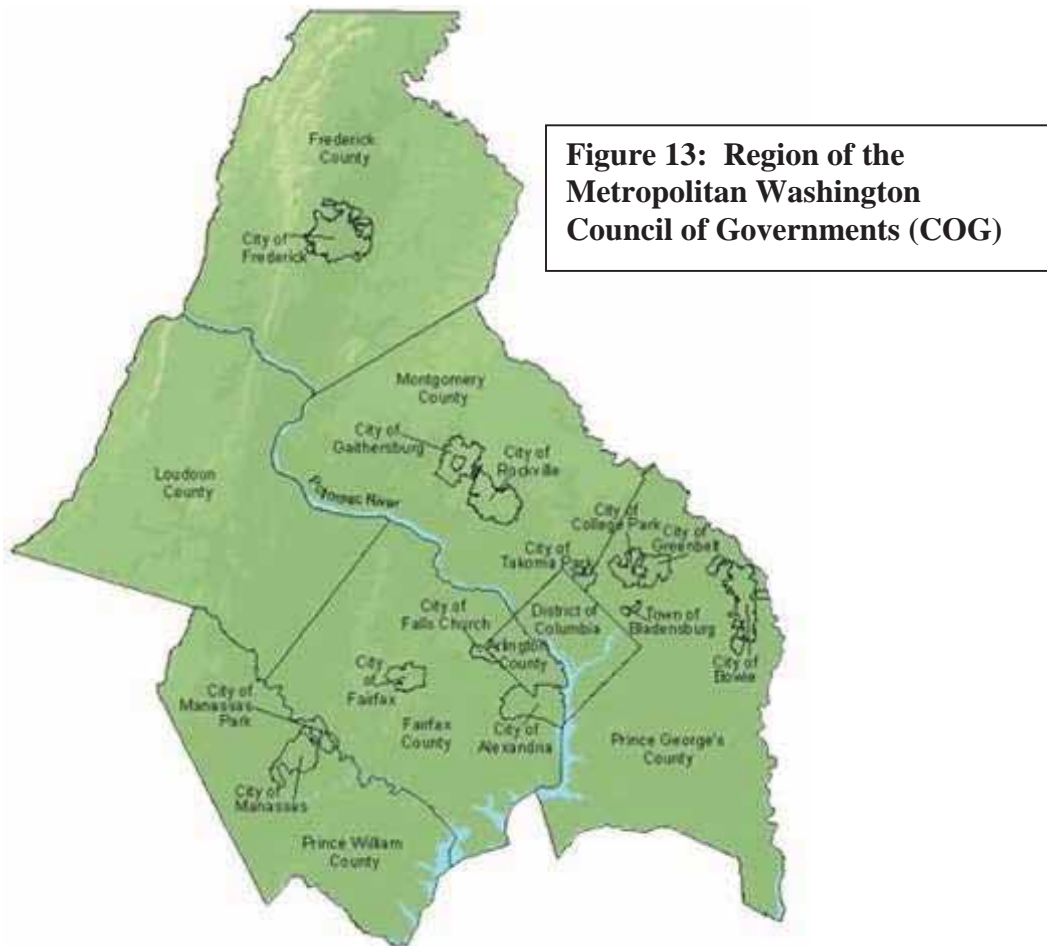 Frederick
County
Figure 13: Region of the
Metropolitan Washington
Council of Governments (COG)
City of
Frederick
Montgomery
County
City of
Gaithersburg
City of
Rockville
Loudoun
County
Potomac River
City of
College Park
City of
Greenbelt
City of
Takoma Park
City of
Falls Church
District of
Columbia
Town of
Bladensburg
Arlington
County
City of
Bowie
City
of
Fairfax
City of
Manassas
Park
Fairfax
County
City of
Alexandria
Prince George's
County
City of
Manassas
Prince William
County